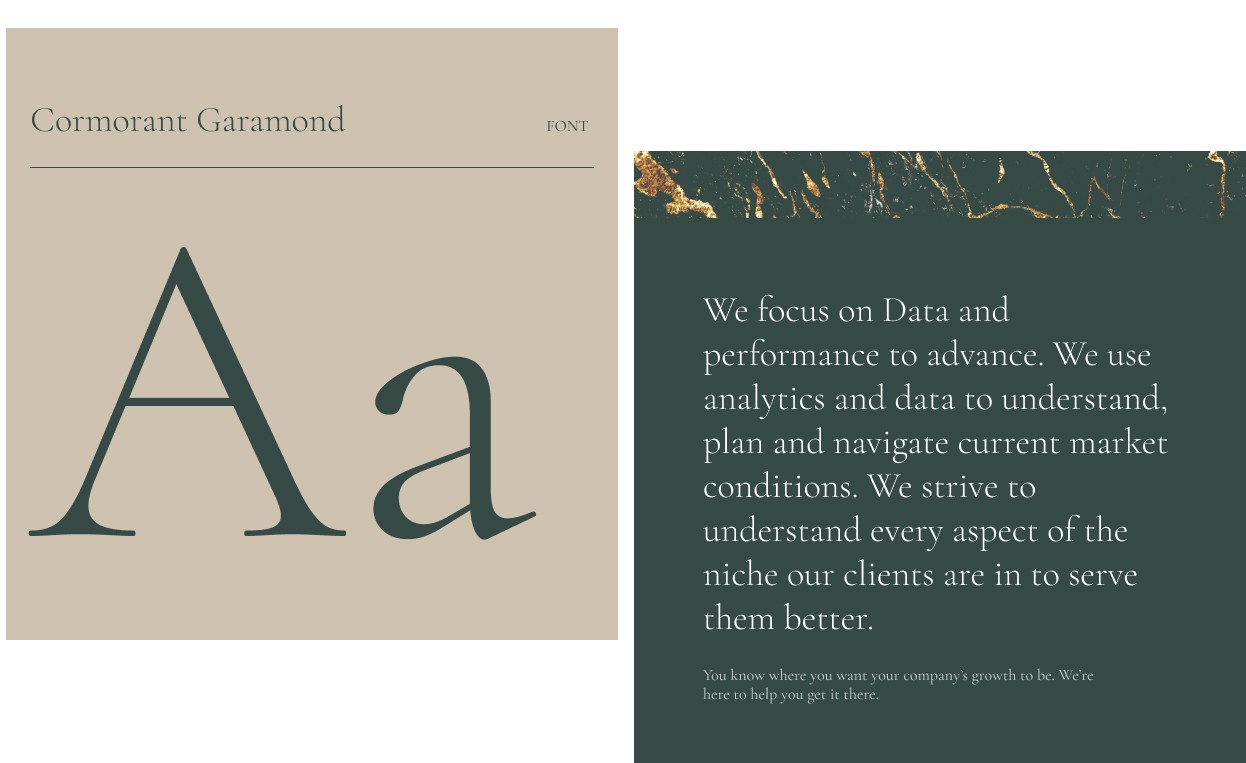 Cormorant Garamond
FONT
Aa
We focus on Data and
performance to advance. We use
analytics and data to understand,
plan and navigate current market
conditions. We strive to
understand every aspect of the
niche our clients are in to serve
them better.
You know where you want your company’s growth to be. We’re
here to help you get it there.